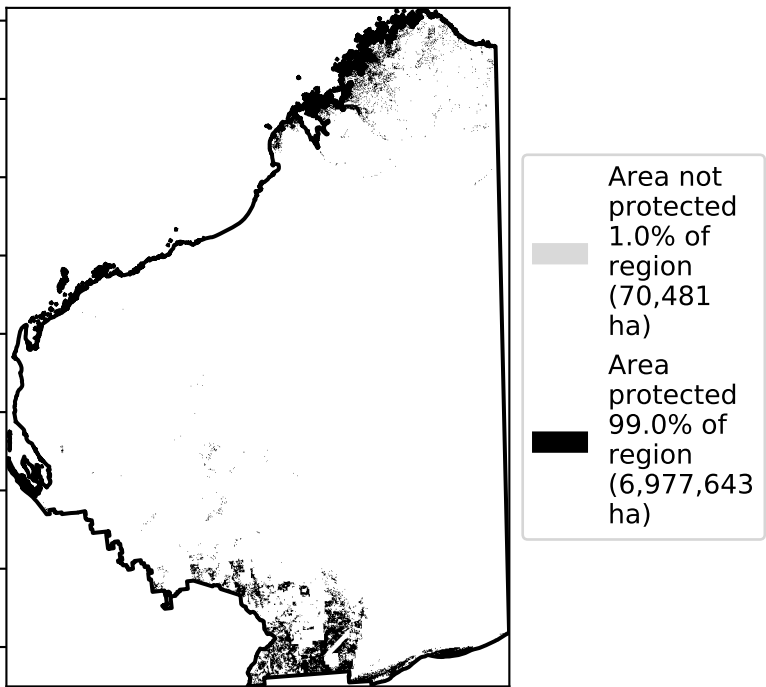 Area not
protected
1.0% of
region
(70,481
ha)
Area
protected
99.0% of
region
(6,977,643
ha)